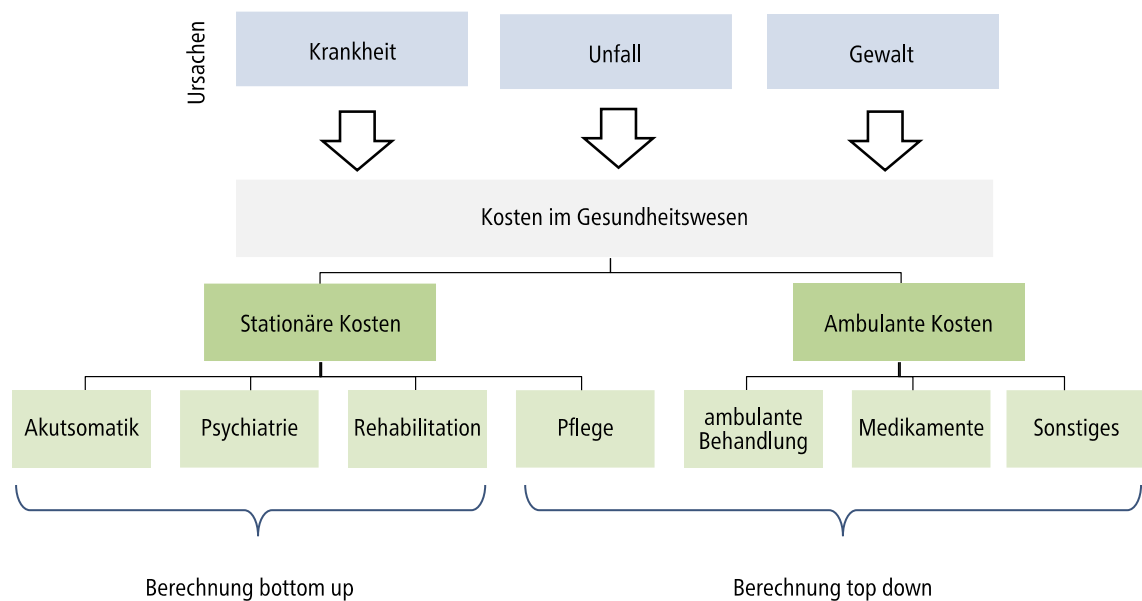 Ursachen
Krankheit
Unfall
Gewalt
Kosten im Gesundheitswesen
Stationäre Kosten
Ambulante Kosten
Akutsomatik
Psychiatrie
Rehabilitation
Pflege
ambulante
Behandlung
Medikamente
Sonstiges
Berechnung bottom up
Berechnung top down